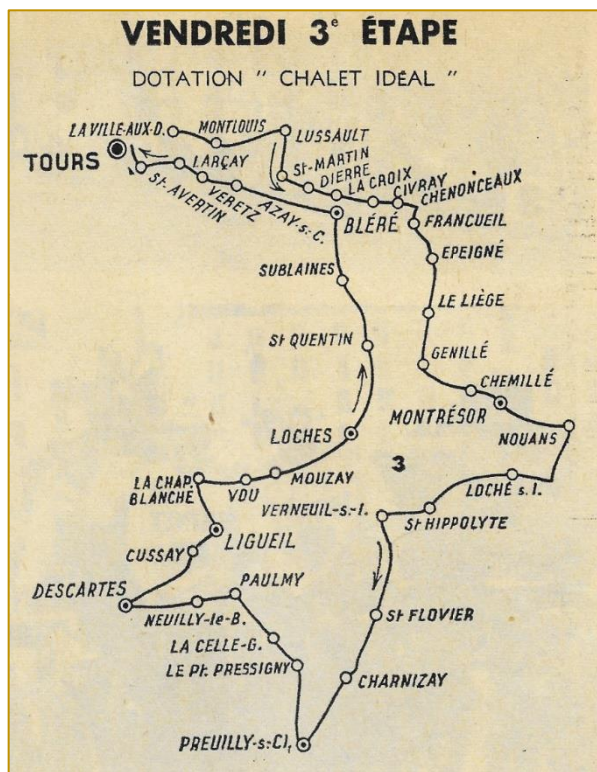 VENDREDI 3e ÉTAPE
DOTATION " CHALET IDÉAL "
LA VILLE-AUX-D.
MONTLOUIS
LUSSAULT
TOURS
LARÇAY
St-MARTIN
DIERRE
LA CROIX
CIVRAY
CHENONCEAUX
St-AVERTIN
VERETZ
AZAY-s.-C.
BLÉRÉ
FRANCUEIL
EPEIGNÉ
SUBLAINES
LE LIÈGE
St QUENTIN
GENILLÉ
CHEMILLÉ
MONTRÉSOR
LOCHES
NOUANS
3
LA CHAP.
BLANCHE
VOU
MOUZAY
LOCHÉ s. I.
VERNEUIL-s.-I.
St HIPPOLYTE
LIGUEIL
CUSSAY
DESCARTES
PAULMY
NEUILLY-le-B.
St FLOVIER
LA CELLE-G.
LE Pt. PRESSIGNY
CHARNIZAY
PREUILLY-s.-Cl.